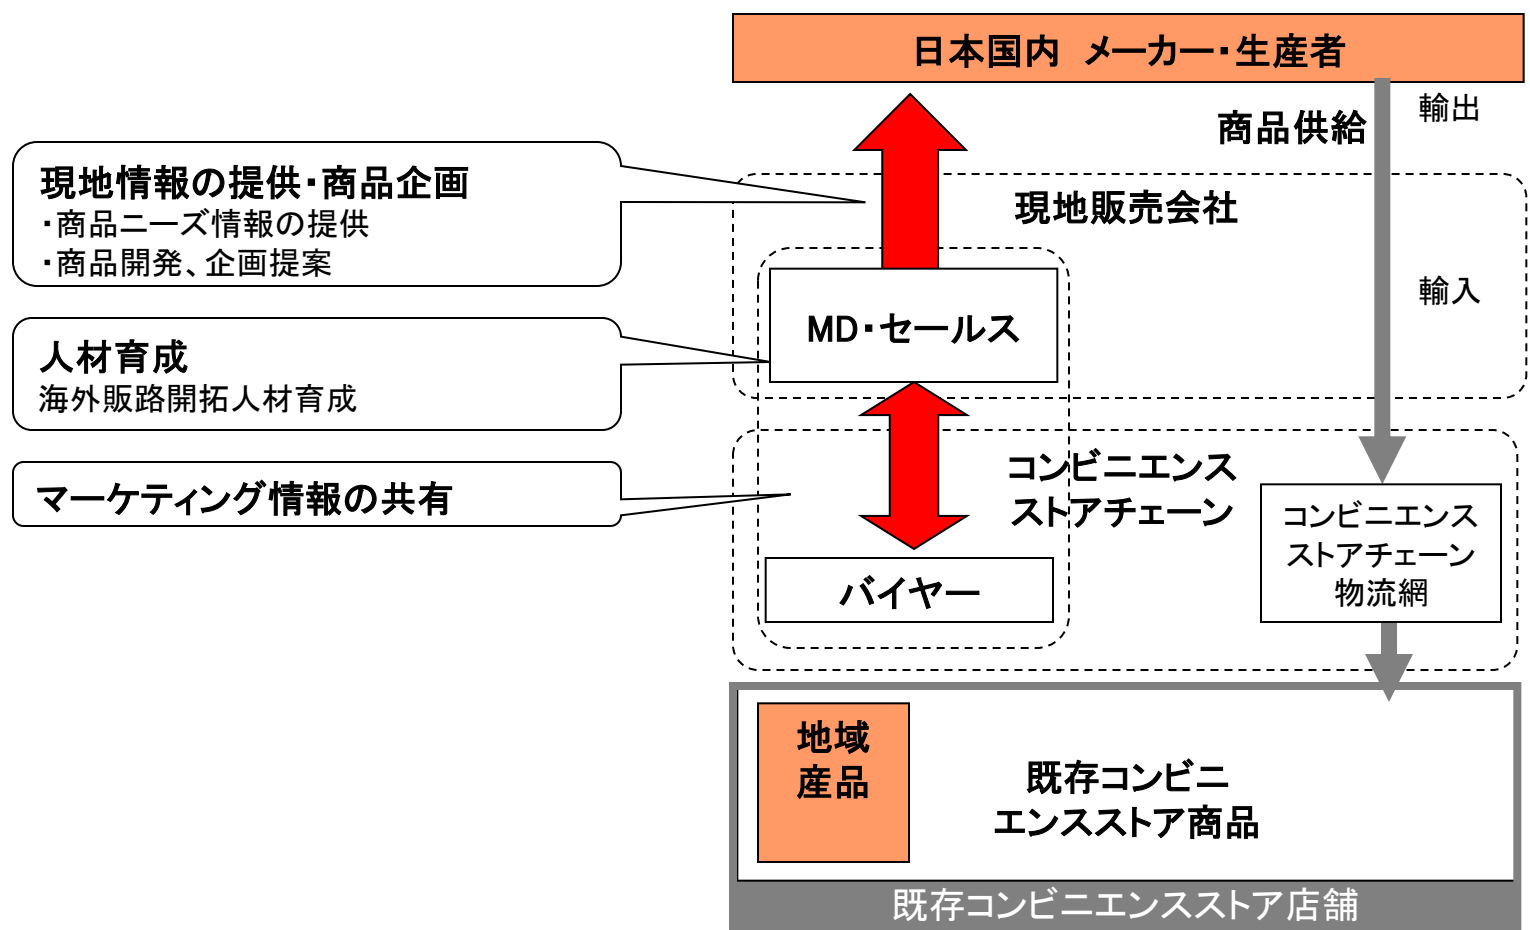 日本国内　メーカー・生産者
輸出
商品供給
現地情報の提供・商品企画
・商品ニーズ情報の提供
・商品開発、企画提案
現地販売会社
輸入
MD・セールス
人材育成
海外販路開拓人材育成
マーケティング情報の共有
コンビニエンス
ストアチェーン
コンビニエンス
ストアチェーン
物流網
バイヤー
地域
産品
既存コンビニ
エンスストア商品
既存コンビニエンスストア店舗